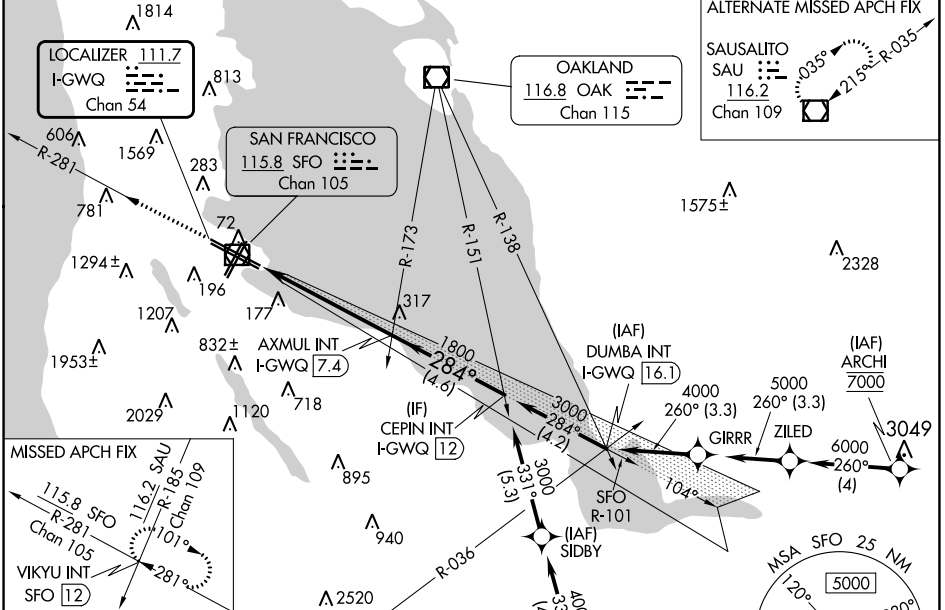 1814
LOCALIZER 111.7
I-GWQ
Chan 54
813
606
1569
R-281
283
781
SAN FRANCISCO
115.8 SFO
Chan 105
72
OAKLAND
116.8 OAK
Chan 115
ALTERNATE MISSED APCH FIX
SAUSALITO
SAU
116.2
Chan 109
035°
215°
R-035
1575±
2328
R-173
R-151
R-138
1294±
196
177
317
1207
1953±
832±
AXMUL INT
I-GWQ 7.4
1800
284°
(4.6)
(IAF)
DUMBA INT
I-GWQ 16.1
(IAF)
ARCHI
7000
2029
1120
718
(IF)
CEPIN INT
I-GWQ 12
3000
284°
(4.2)
4000
260° (3.3)
5000
260° (3.3)
GIRRR
ZILED
3049
6000
260°
(4)
895
940
3000
331°
(5.3)
SFO
R-101
104°
(IAF)
SIDBY
R-036
2520
MISSED APCH FIX
115.8 SFO
R-281
Chan 105
116.2 SAU
R-185
Chan 109
101°
281°
VIKYU INT
SFO 12
MSA SFO 25 NM
5000
120°